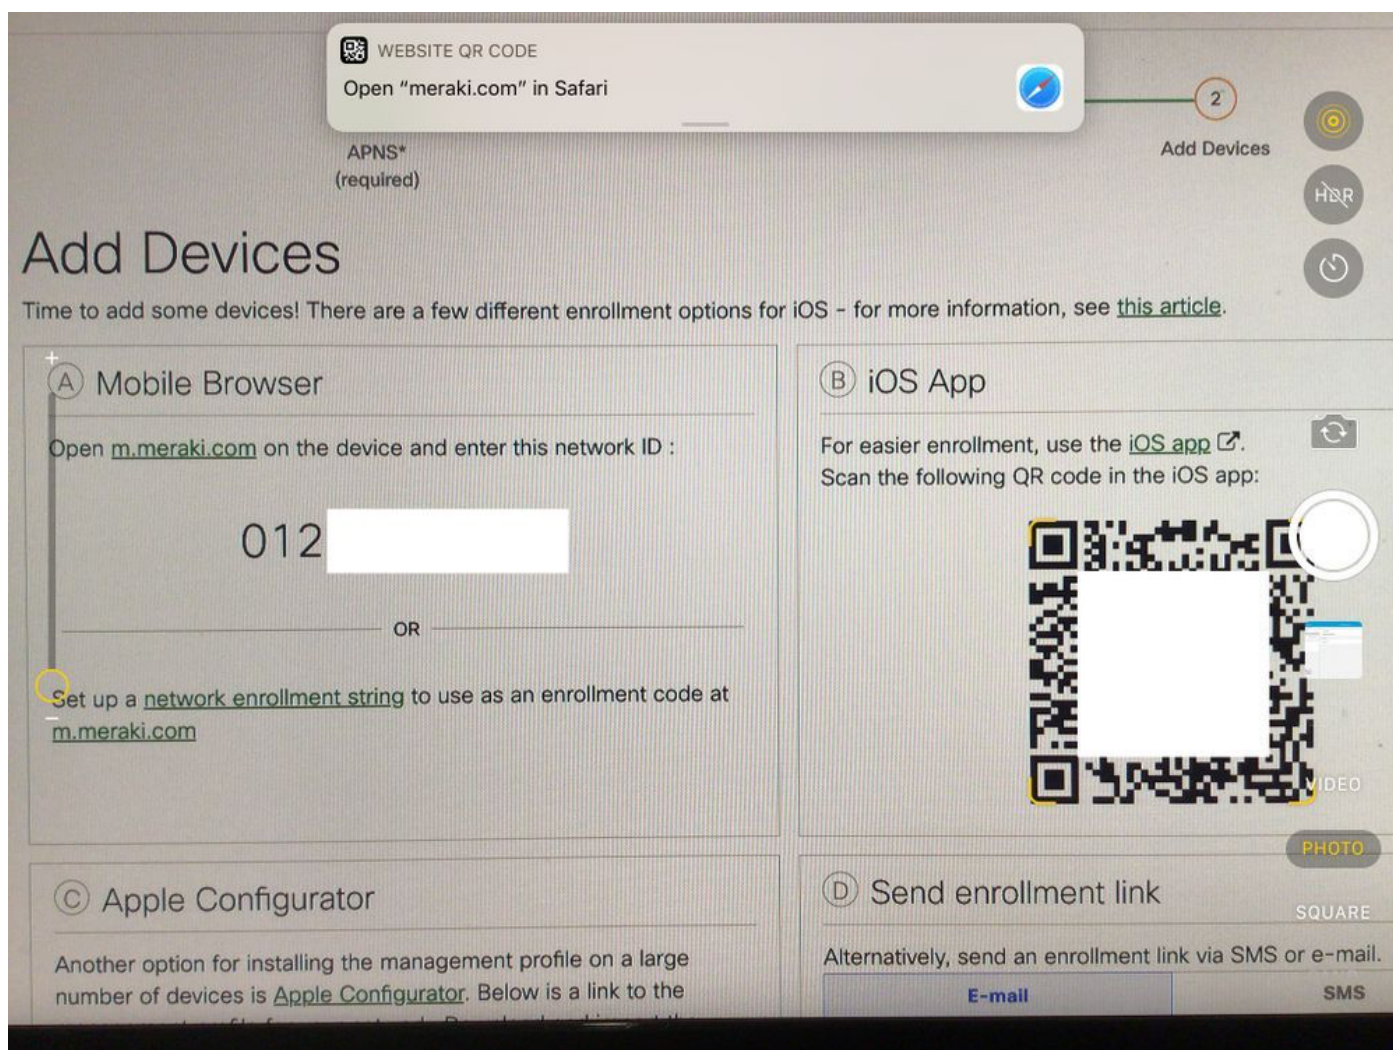 WEBSITE QR CODE
Open “meraki.com” in Safari
2
APNS*
(required)
Add Devices
HDR
Add Devices
Time to add some devices! There are a few different enrollment options for iOS - for more information, see this article.
A Mobile Browser
Open m.meraki.com on the device and enter this network ID :
012
OR
Set up a network enrollment string to use as an enrollment code at
m.meraki.com
B iOS App
For easier enrollment, use the iOS app.
Scan the following QR code in the iOS app:
VIDEO
PHOTO
SQUARE
C Apple Configurator
Another option for installing the management profile on a large
number of devices is Apple Configurator. Below is a link to the
D Send enrollment link
Alternatively, send an enrollment link via SMS or e-mail.
E-mail
SMS